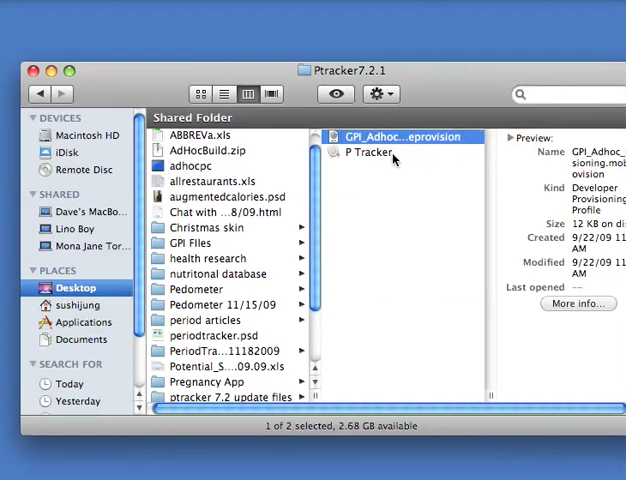 Ptracker7.2.1
Shared Folder
DEVICES
Macintosh HD
iDisk
Remote Disc
SHARED
Dave's MacBo...
Lino Boy
Mona Jane Tor...
PLACES
Desktop
sushijung
Applications
Documents
SEARCH FOR
Today
Yesterday
ABBREVa.xls
AdHocBuild.zip
adhocpc
allrestaurants.xls
augmentedcalories.psd
Chat with ...8/09.html
Christmas skin
GPI FIles
health research
nutritonal database
Pedometer
Pedometer 11/15/09
period articles
periodtracker.psd
PeriodTra...11182009
Potential_S...09.09.xls
Pregnancy App
ptracker 7.2 update files
GPI_Adhoc...eprovision
P Tracker
Preview:
Name GPI_Adhoc_
sioning.mob
ovision
Kind Developer
Provisioning
Profile
Size 12 KB on dis
Created 9/22/09 11
AM
Modified 9/22/09 11
AM
Last opened --
More info...
1 of 2 selected, 2.68 GB available